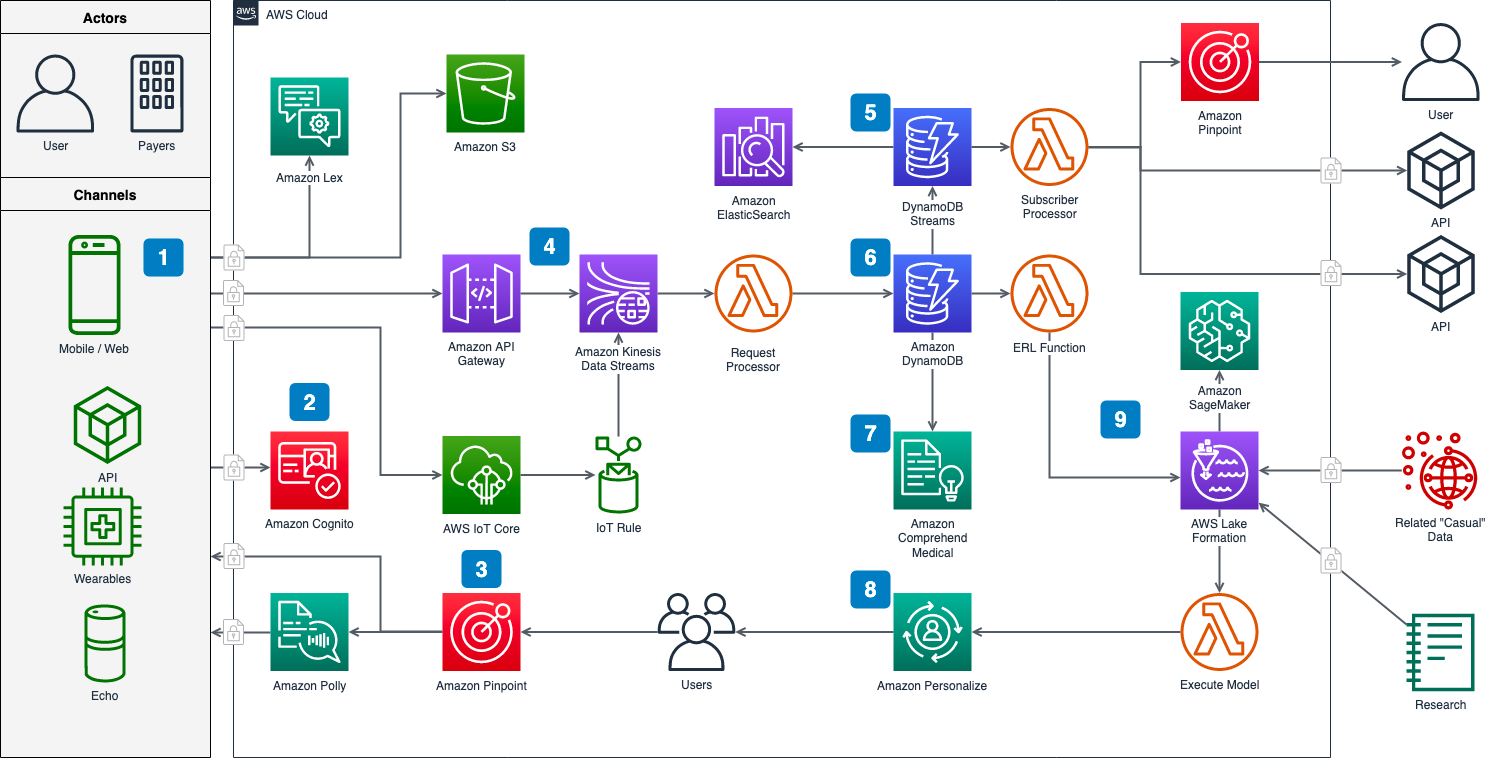 Actors
User
Payers
Channels
1
Mobile / Web
API
Wearables
Echo
aws
AWS Cloud
Amazon Lex
Amazon S3
4
Amazon API
Gateway
Amazon Kinesis
Data Streams
Request
Processor
2
Amazon Cognito
AWS IoT Core
IoT Rule
3
Amazon Polly
Amazon Pinpoint
Users
5
Amazon
ElasticSearch
DynamoDB
Streams
Subscriber
Processor
Amazon
Pinpoint
6
Amazon
DynamoDB
ERL Function
7
Amazon
Comprehend
Medical
8
Amazon Personalize
9
Amazon
SageMaker
AWS Lake
Formation
Execute Model
User
API
API
Related "Casual"
Data
Research